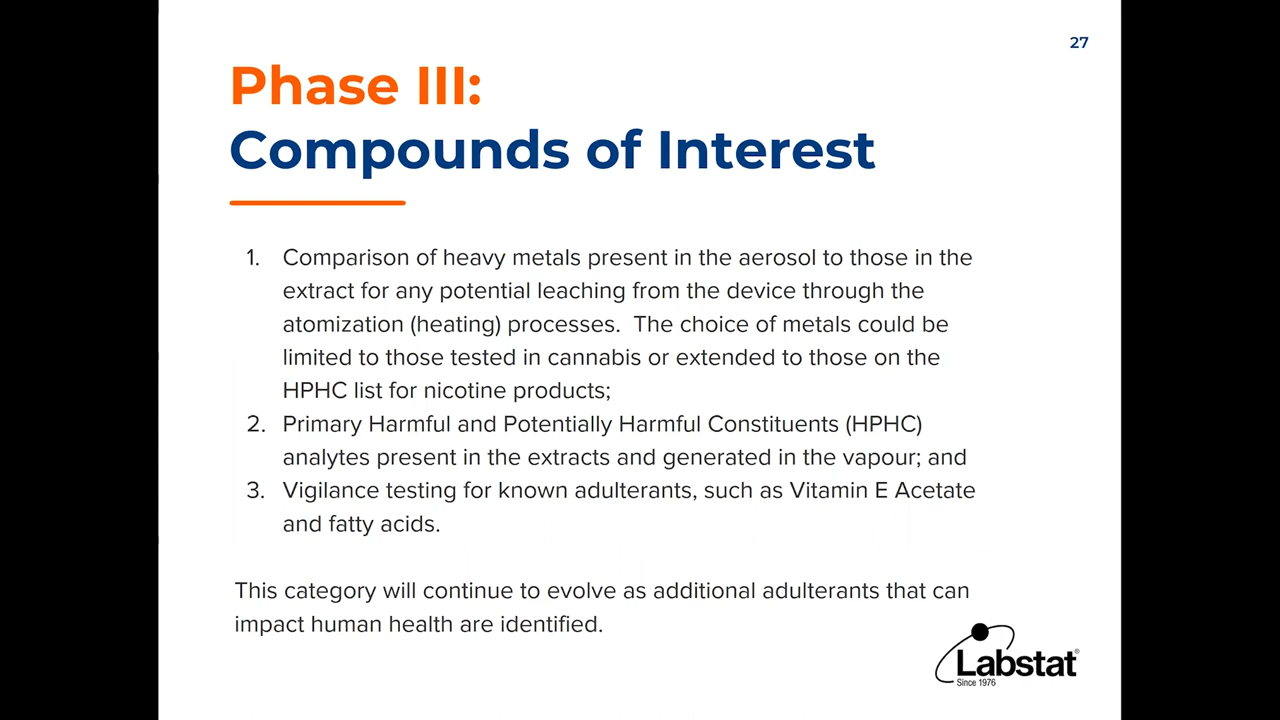 27
Phase III:
Compounds of Interest
1. Comparison of heavy metals present in the aerosol to those in the
extract for any potential leaching from the device through the
atomization (heating) processes.  The choice of metals could be
limited to those tested in cannabis or extended to those on the
HPHC list for nicotine products;
2. Primary Harmful and Potentially Harmful Constituents (HPHC)
analytes present in the extracts and generated in the vapour; and
3. Vigilance testing for known adulterants, such as Vitamin E Acetate
and fatty acids.
This category will continue to evolve as additional adulterants that can
impact human health are identified.
Labstat®
Since 1976